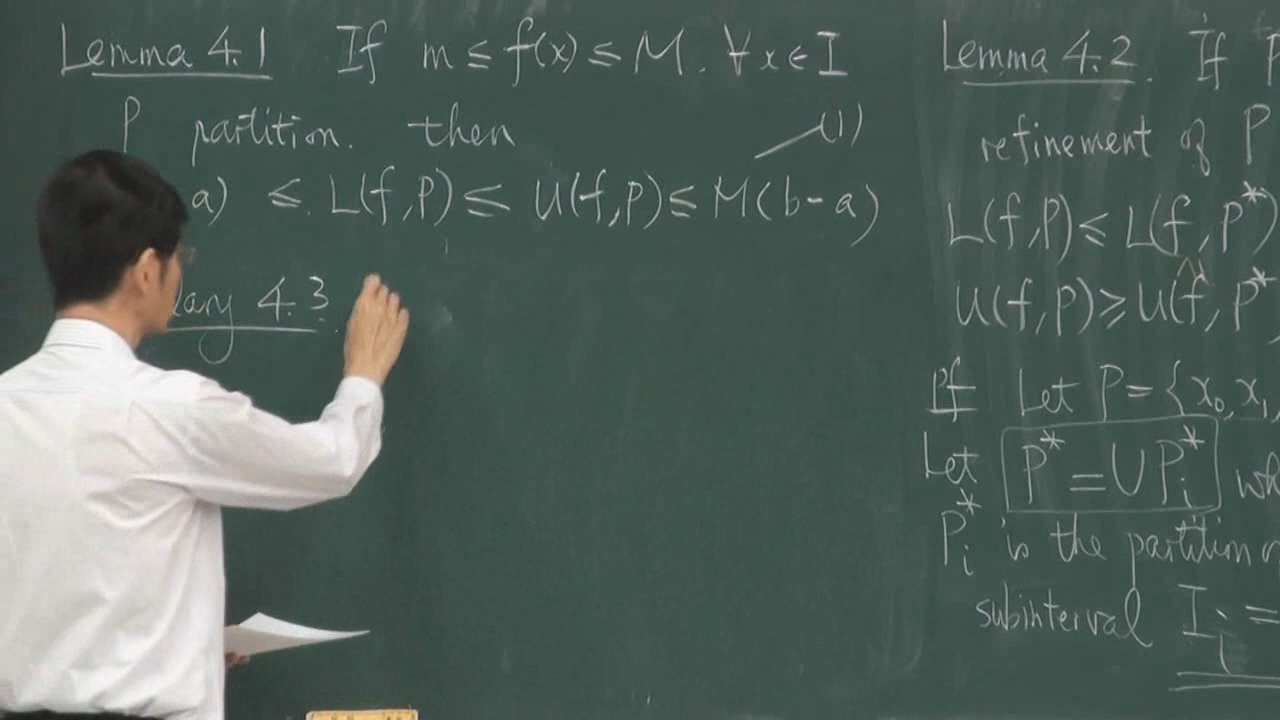 Lemma 4.1 If m ≤ f(x) ≤ M. ∀x∈I
P partition. then (1)
a) ≤ L(f,P) ≤ U(f,P) ≤ M(b-a)
lary 4.3
Lemma 4.2. If P
refinement of P
L(f,P) ≤ L(f,P*)
U(f,P) ≥ U(f,P*
Pf Let P={x₀,x₁,
Let P* = ∪P*ᵢ wh
P*ᵢ is the partition o
subinterval Iᵢ =